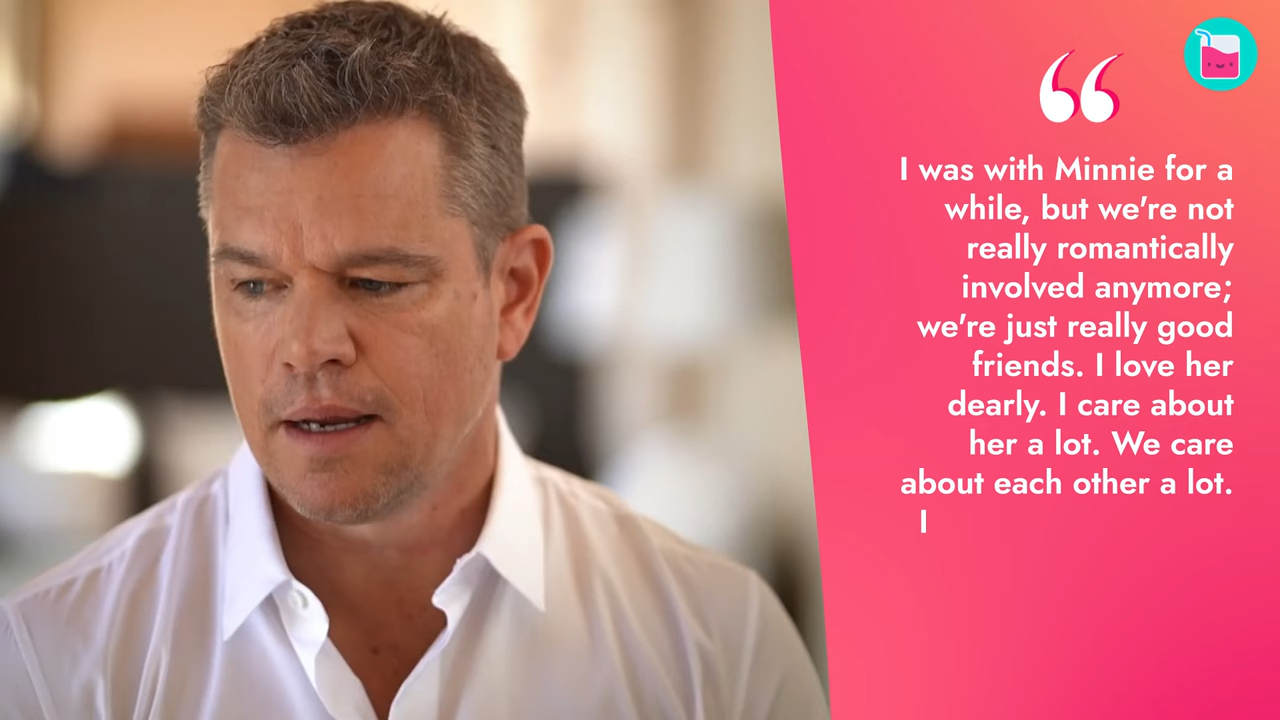 “
I was with Minnie for a
while, but we're not
really romantically
involved anymore;
we're just really good
friends. I love her
dearly. I care about
her a lot. We care
about each other a lot.
I